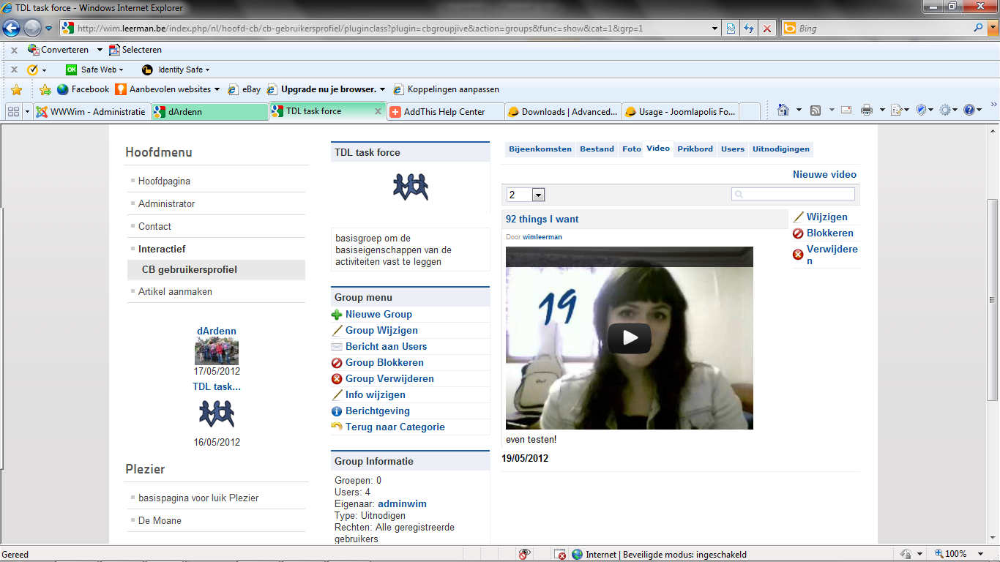 TDL task force - Windows Internet Explorer
http://wim.leerman.be/index.php/nl/hoofd-cb/cb-gebruikersprofiel/pluginclass?plugin=cbgroupjive&action=groups&func=show&cat=1&grp=1
Bing
Converteren
Selecteren
OK Safe Web
Identity Safe
Facebook
Aanbevolen websites
eBay
Upgrade nu je browser.
Koppelingen aanpassen
WWWim - Administratie
dArdenn
TDL task force
AddThis Help Center
Downloads | Advanced...
Usage - Joomlapolis Fo...
Hoofdmenu
Hoofdpagina
Administrator
Contact
Interactief
CB gebruikersprofiel
Artikel aanmaken
dArdenn
17/05/2012
TDL task...
16/05/2012
Plezier
basispagina voor luik Plezier
De Moane
TDL task force
basisgroep om de
basiseigenschappen van de
activiteiten vast te leggen
Group menu
Nieuwe Group
Group Wijzigen
Bericht aan Users
Group Blokkeren
Group Verwijderen
Info wijzigen
Berichtgeving
Terug naar Categorie
Group Informatie
Groepen: 0
Users: 4
Eigenaar: adminwim
Type: Uitnodigen
Rechten: Alle geregistreerde
gebruikers
Bijeenkomsten
Bestand
Foto
Video
Prikbord
Users
Uitnodigingen
Nieuwe video
2
92 things I want
Door wimleerman
Wijzigen
Blokkeren
Verwijdere
n
19
even testen!
19/05/2012
Gereed
Internet | Beveiligde modus: ingeschakeld
100%